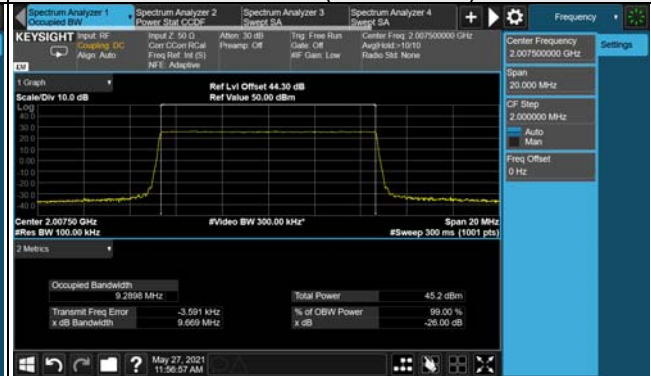 Spectrum Analyzer 1
Occupied BW
Spectrum Analyzer 2
Power Stat CCDF
Spectrum Analyzer 3
Swept SA
Spectrum Analyzer 4
Swept SA
Frequency
KEYSIGHT
Input: RF
Coupling: DC
Align: Auto
Input Z: 50 Ω
Corr CCorr RCal
Freq Ref: Int (S)
NFE: Adaptive
Atten: 30 dB
Preamp: Off
Trig: Free Run
Gate: Off
#IF Gain: Low
Center Freq: 2.007500000 GHz
Avg|Hold:>10/10
Radio Std: None
Center Frequency
2.007500000 GHz
Settings
Span
20.000 MHz
CF Step
2.000000 MHz
Auto
Man
Freq Offset
0 Hz
1 Graph
Scale/Div 10.0 dB
Ref Lvl Offset 44.30 dB
Ref Value 50.00 dBm
Log
40.0
30.0
20.0
10.0
0.00
-10.0
-20.0
-30.0
-40.0
Center 2.00750 GHz
#Res BW 100.00 kHz
#Video BW 300.00 kHz*
Span 20 MHz
#Sweep 300 ms (1001 pts)
2 Metrics
Occupied Bandwidth
9.2898 MHz
Total Power
45.2 dBm
Transmit Freq Error
-3.591 kHz
% of OBW Power
99.00 %
x dB Bandwidth
9.669 MHz
x dB
-26.00 dB
May 27, 2021
11:56:57 AM